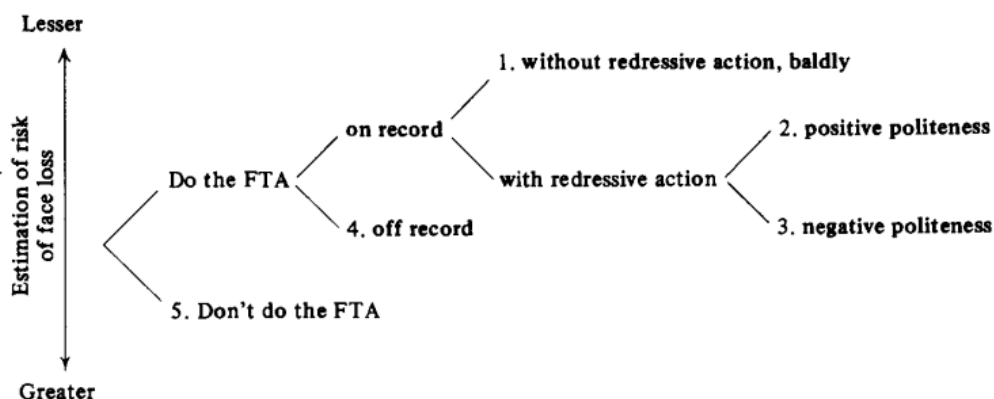 Lesser
Estimation of risk
of face loss
1. without redressive action, baldly
on record
2. positive politeness
Do the FTA
with redressive action
4. off record
3. negative politeness
5. Don't do the FTA
Greater